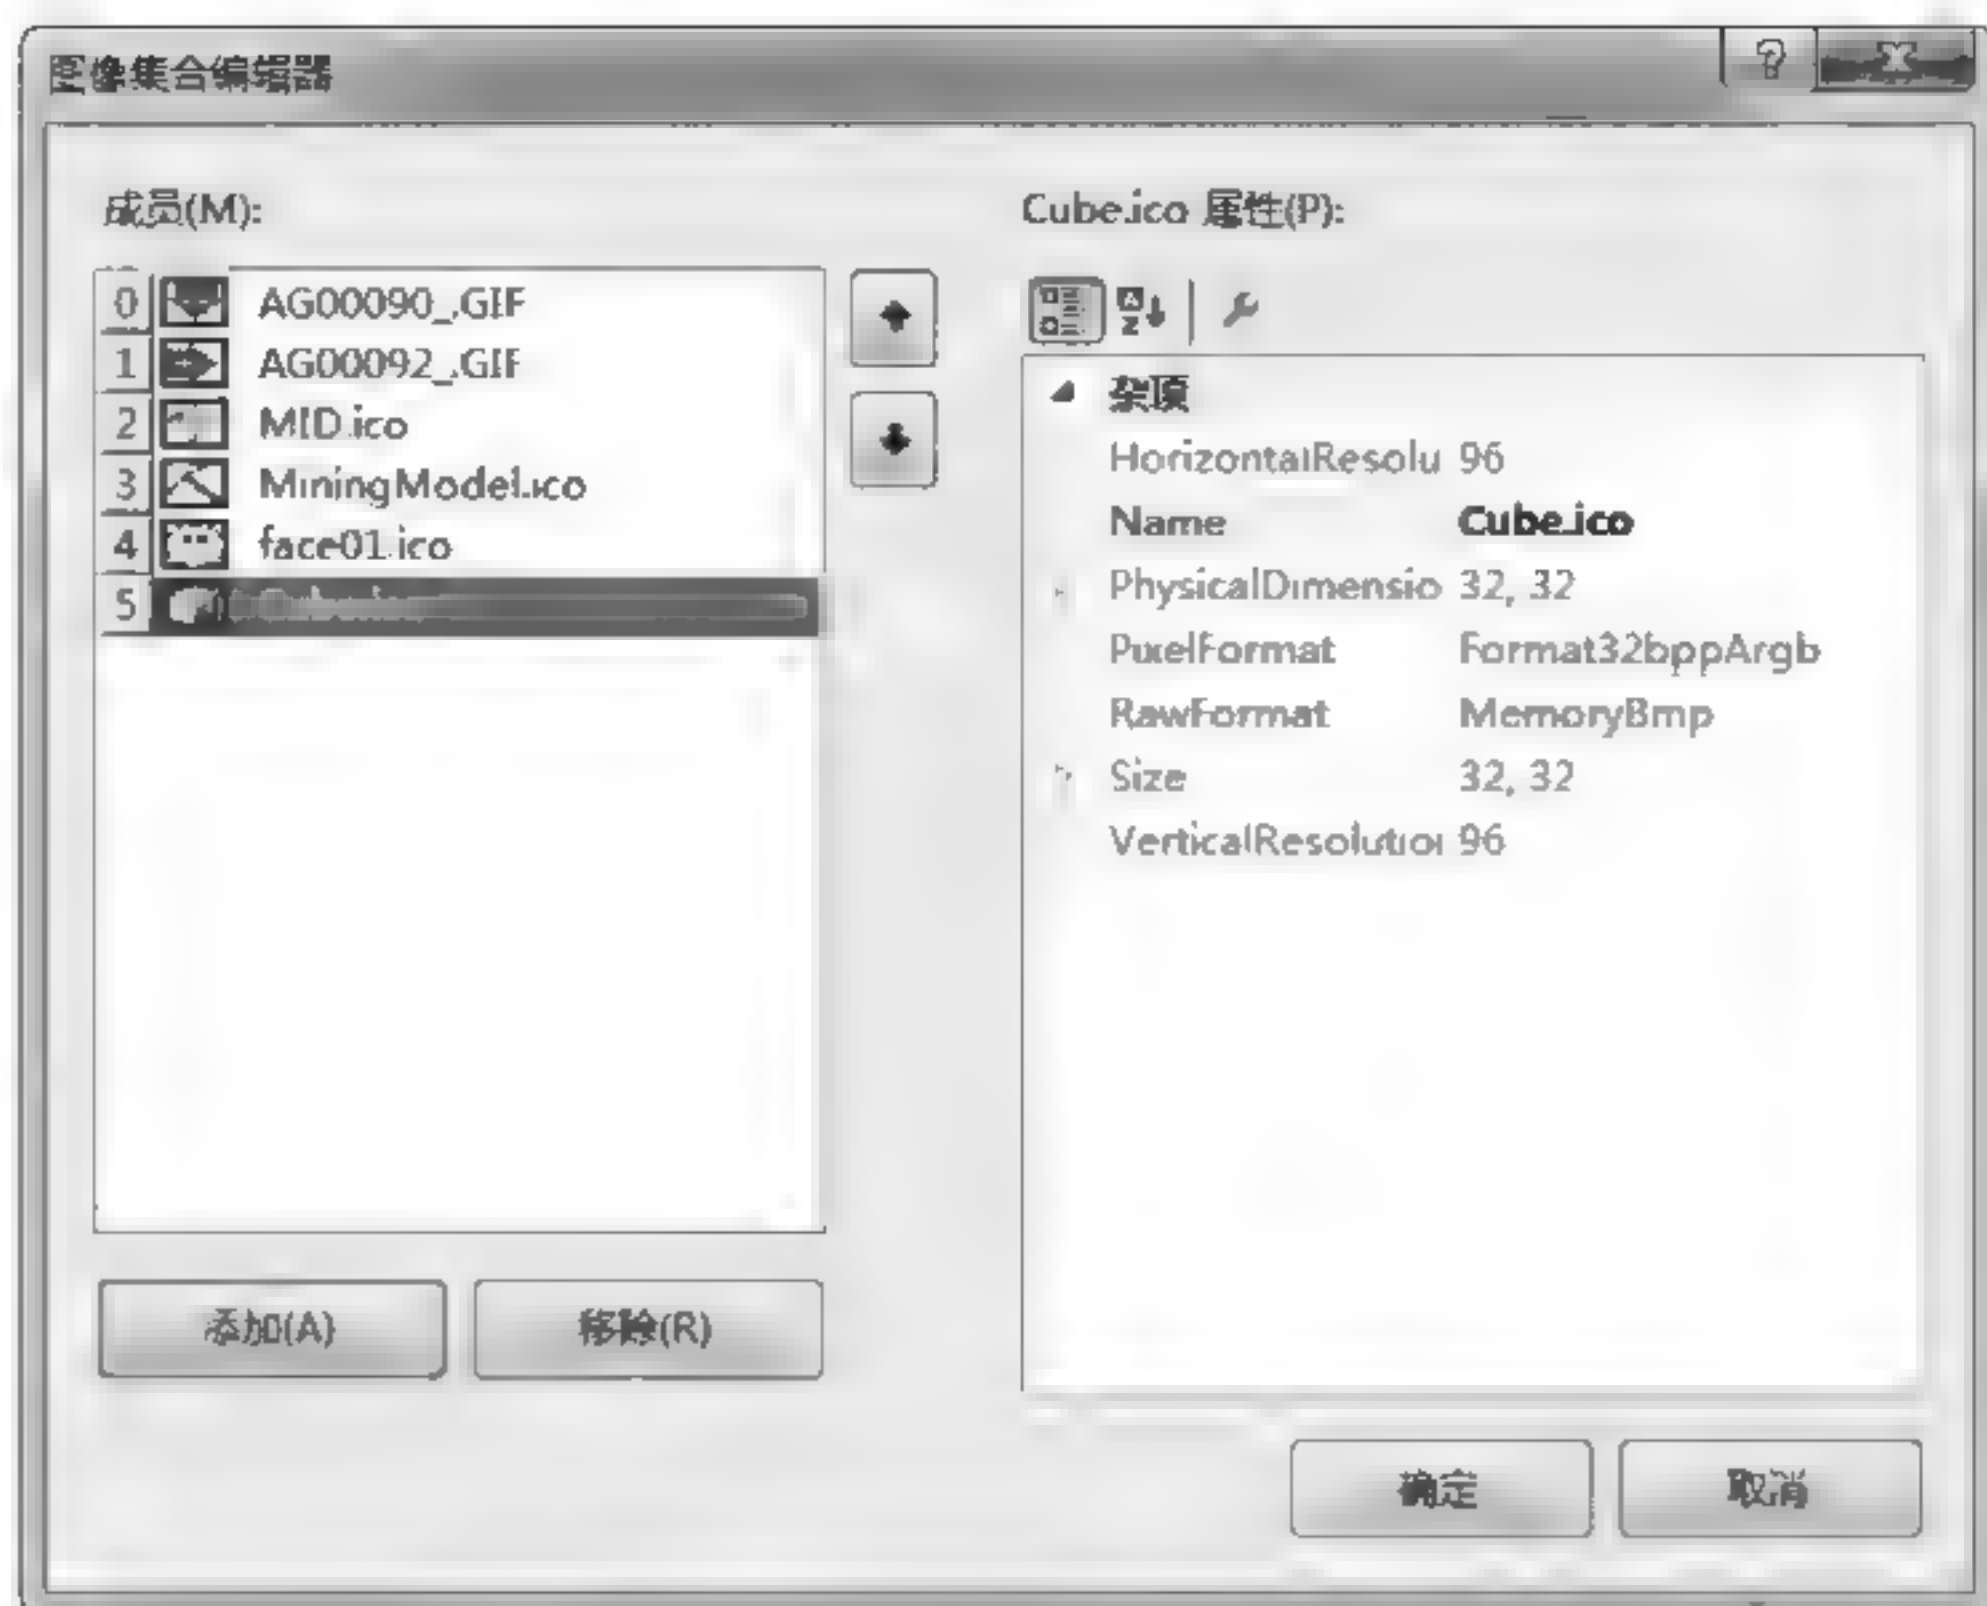 图像集合编辑器
成员(M):
0 AG00090_.GIF
1 AG00092_.GIF
2 MID.ico
3 MiningModel.ico
4 face01.ico
5
添加(A)
移除(R)
Cube.ico 属性(P):
杂项
HorizontalResolu 96
Name Cube.ico
PhysicalDimensio 32, 32
PixelFormat Format32bppArgb
RawFormat MemoryBmp
Size 32, 32
VerticalResolution 96
确定
取消